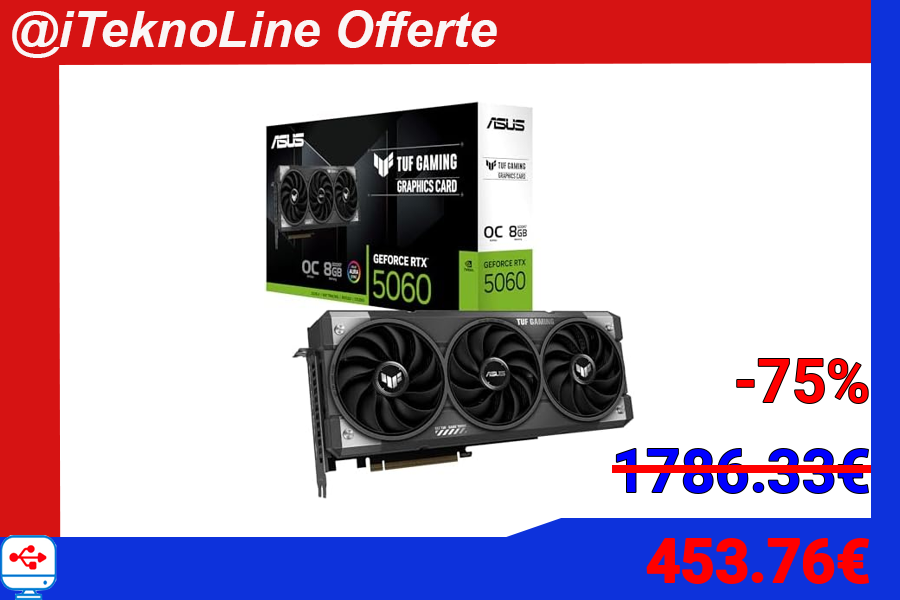 @iTeknoLine Offerte
ASUS
TUF GAMING
GRAPHICS CARD
OC 8GB
GEFORCE RTX
5060
ASUS
TUF GAMING
GRAPHICS CARD
OC 8GB
GEFORCE RTX
5060
TUF GAMING
ASUS
-75%
1786.33€
453.76€